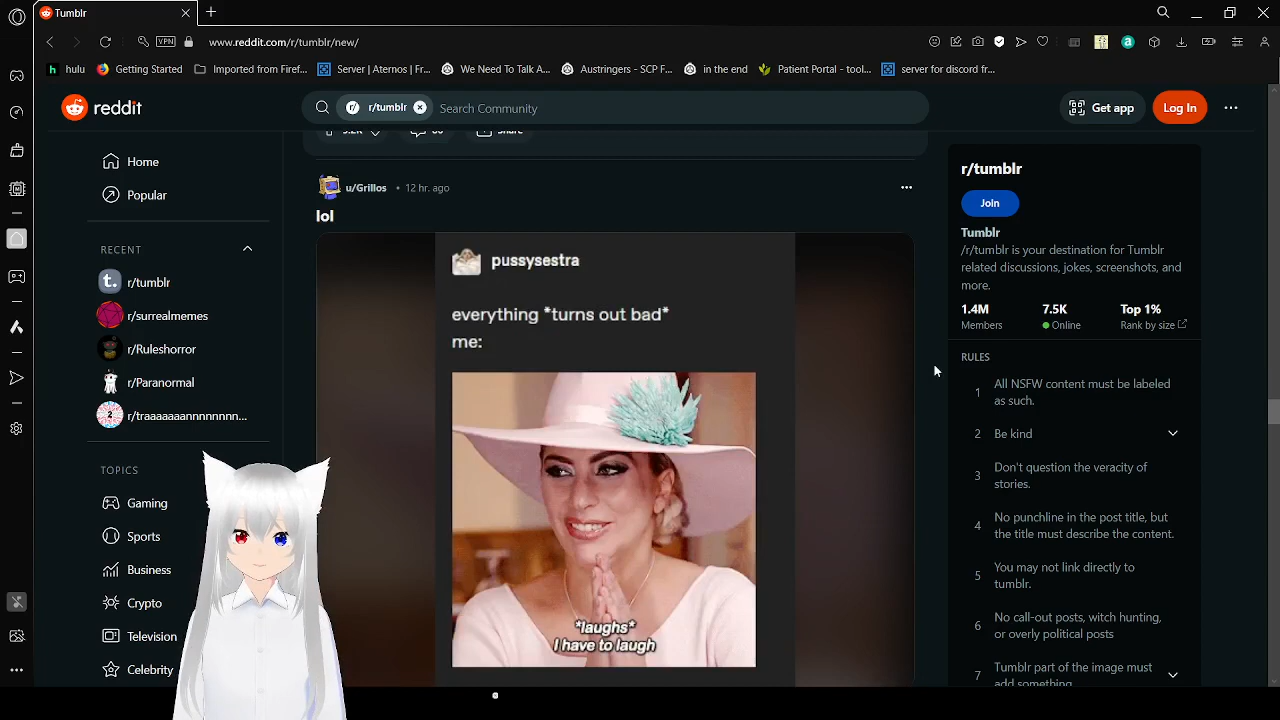 Tumblr
VPN
www.reddit.com/r/tumblr/new/
h hulu
Getting Started
Imported from Firef...
Server | Aternos | Fr...
We Need To Talk A...
Austringers - SCP F...
in the end
Patient Portal - tool...
server for discord fr...
reddit
r/ r/tumblr
Search Community
Get app
Log In
Share
Home
Popular
RECENT
t. r/tumblr
r/surrealmemes
r/Ruleshorror
r/Paranormal
2 r/traaaaaaannnnnnnn...
TOPICS
Gaming
Sports
Business
Crypto
Television
Celebrity
u/Grillos • 12 hr. ago
lol
pussysestra
everything *turns out bad*
me:
*laughs*
I have to laugh
r/tumblr
Join
Tumblr
/r/tumblr is your destination for Tumblr
related discussions, jokes, screenshots, and
more.
1.4M
Members
7.5K
Online
Top 1%
Rank by size
RULES
1 All NSFW content must be labeled
as such.
2 Be kind
3 Don't question the veracity of
stories.
4 No punchline in the post title, but
the title must describe the content.
5 You may not link directly to
tumblr.
6 No call-out posts, witch hunting,
or overly political posts
7 Tumblr part of the image must
add something